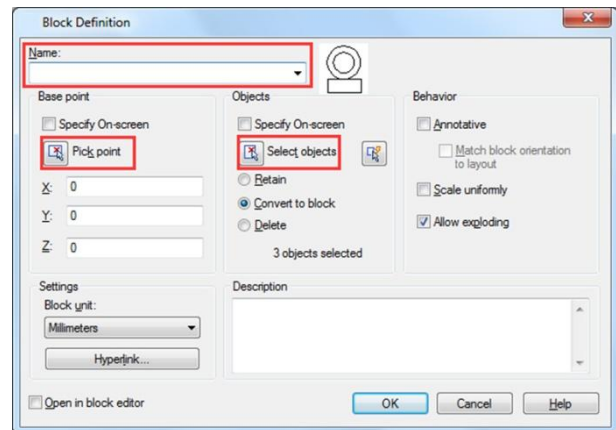 Block Definition
Name:
Base point
Specify On-screen
Pick point
X: 0
Y: 0
Z: 0
Objects
Specify On-screen
Select objects
Retain
Convert to block
Delete
3 objects selected
Behavior
Annotative
Match block orientation
to layout
Scale uniformly
Allow exploding
Settings
Block unit:
Millimeters
Hyperlink...
Description
Open in block editor
OK
Cancel
Help